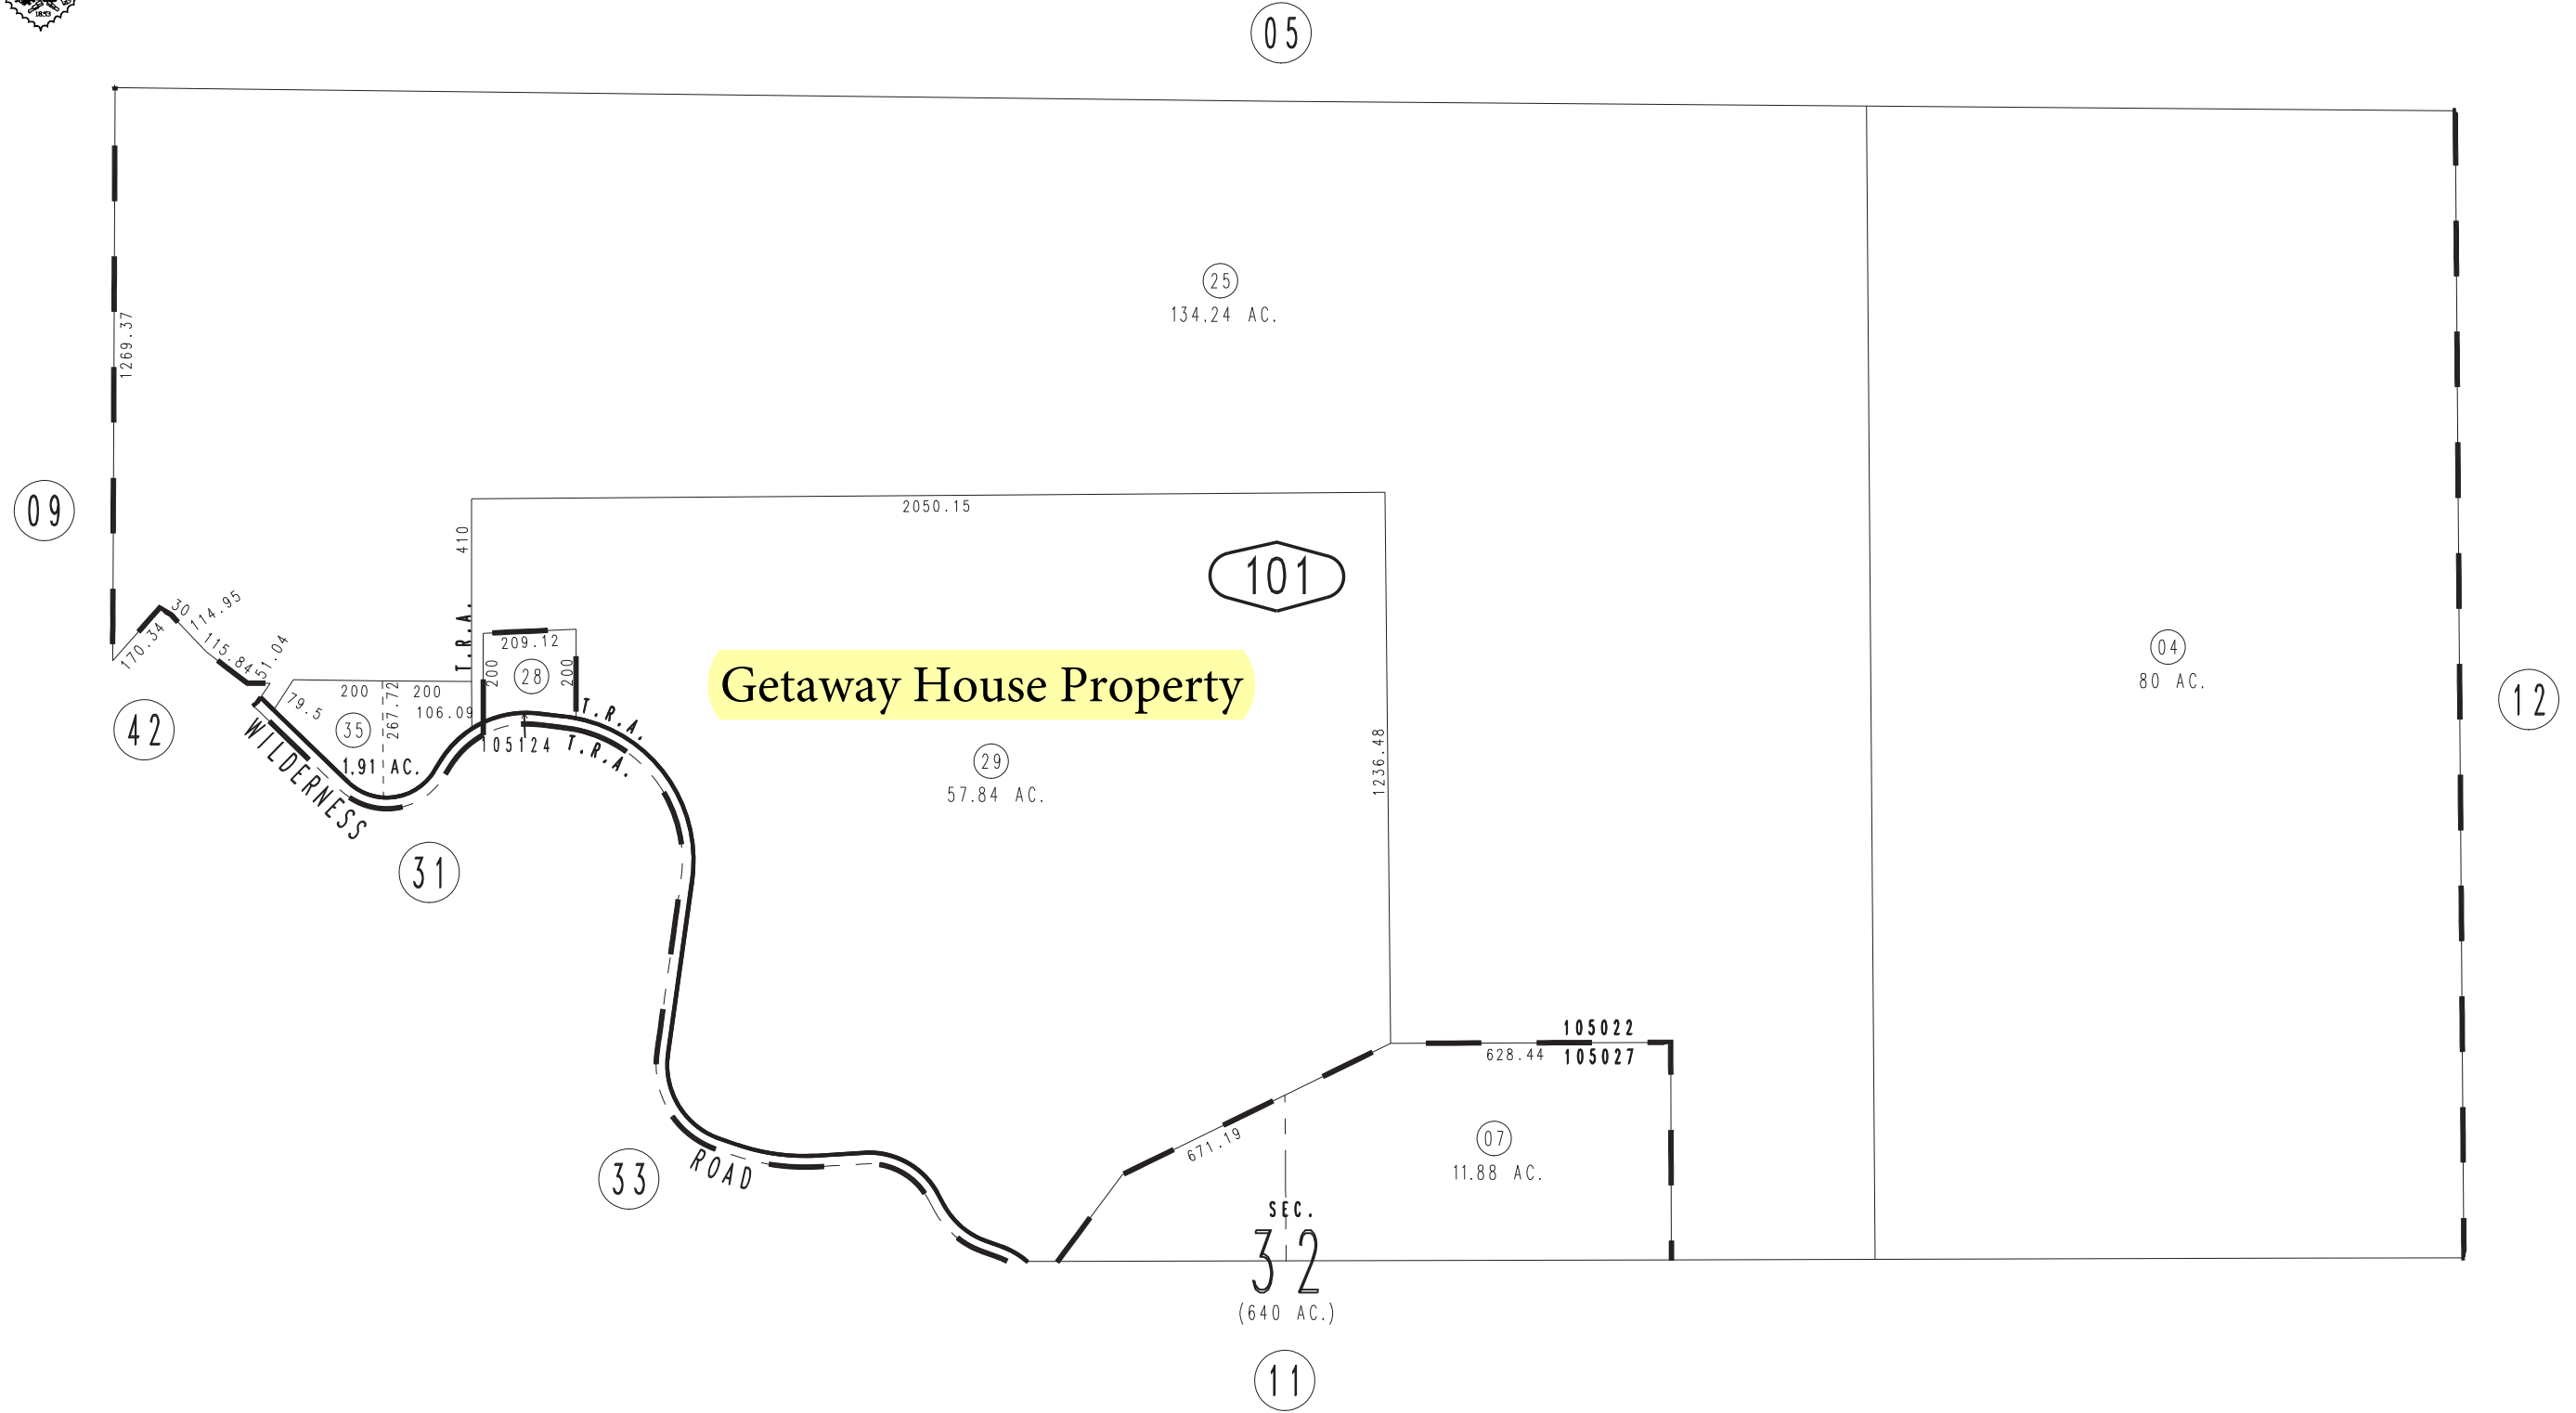 1853
05
25
134.24 AC.
1269.37
09
2050.15
410
101
30
114.95
170.34
115.84
51.04
T.R.A.
209.12
200
28
200
Getaway House Property
04
80 AC.
12
42
79.5
200
267.72
200
106.09
35
1.91 AC.
T.R.A.
105124
T.R.A.
WILDERNESS
29
57.84 AC.
1236.48
31
105022
628.44
105027
671.19
07
11.88 AC.
33
ROAD
SEC.
32
(640 AC.)
11